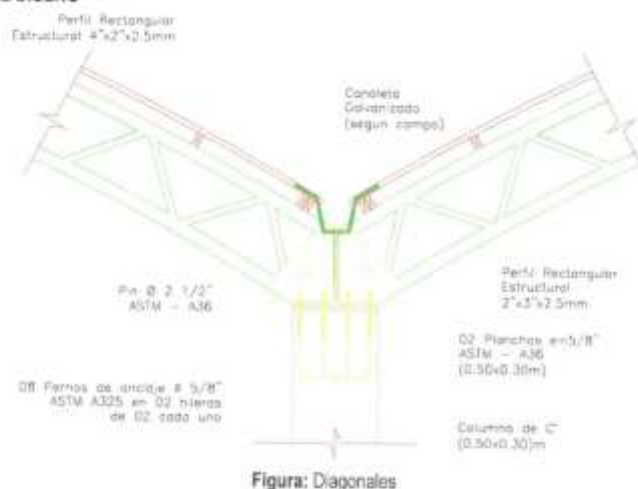 Perfil Rectangular
Estructural 4"x2"x2.5mm
Canaleta
Galvanizado
(segun campo)
Pin Ø 2 1/2"
ASTM - A36
Perfil Rectangular
Estructural
2"x3"x2.5mm
02 Planchas e=5/8"
ASTM - A36
(0.50x0.30m)
08 Pernos de anclaje # 5/8"
ASTM A325 en 02 hileras
de 02 cada uno
Columna de C°
(0.50x0.30)m
Figura: Diagonales